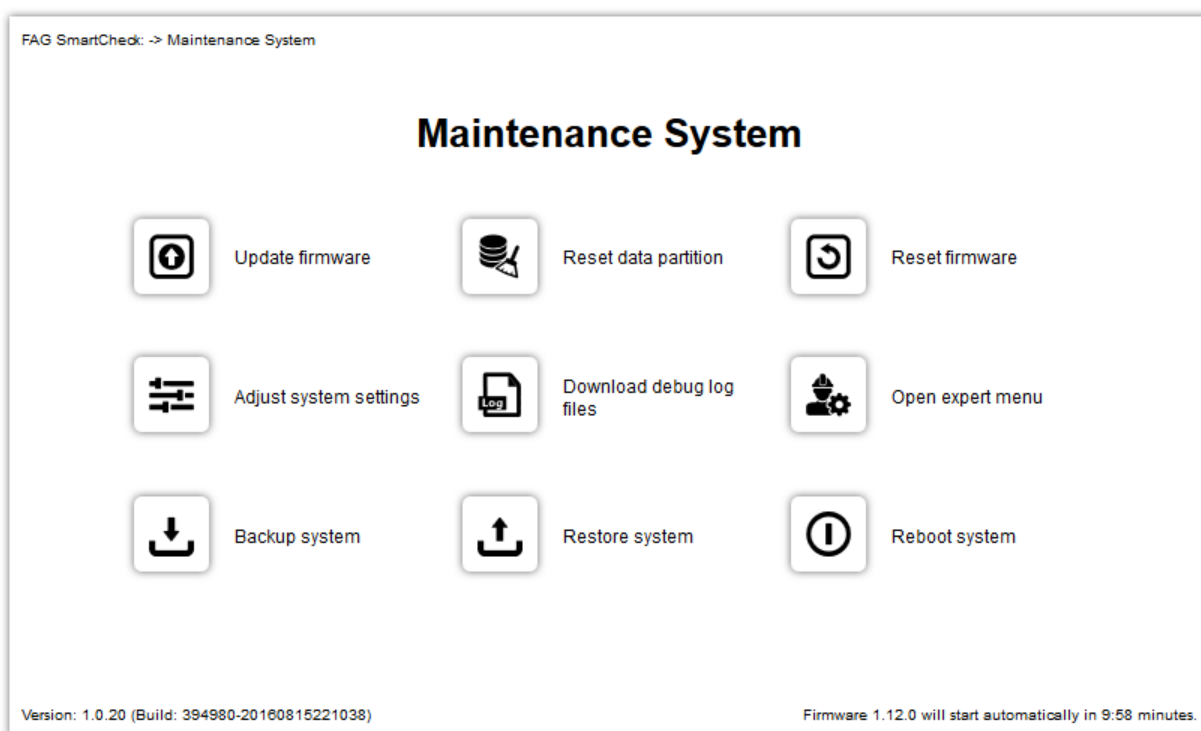 FAG SmartCheck: -> Maintenance System
Maintenance System
Update firmware
Reset data partition
Reset firmware
Adjust system settings
Download debug log
files
Log
Open expert menu
Backup system
Restore system
Reboot system
Version: 1.0.20 (Build: 394980-20160815221038)
Firmware 1.12.0 will start automatically in 9:58 minutes.